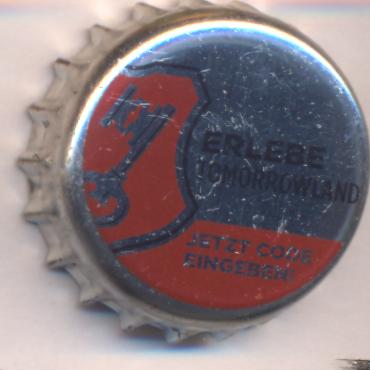 ERLEBE
TOMORROWLAND
JETZT CODE
EINGEBEN!